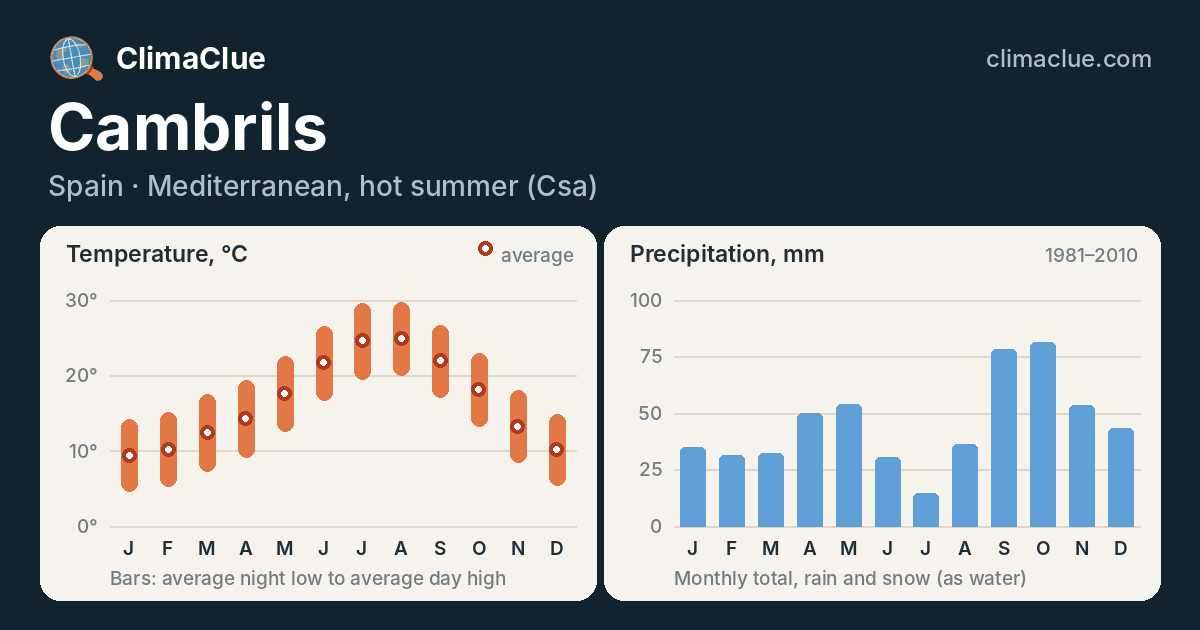 ClimaClue
climaclue.com
Cambrils
Spain · Mediterranean, hot summer (Csa)
Temperature, °C
average
30°
20°
10°
0°
J F M A M J J A S O N D
Bars: average night low to average day high
Precipitation, mm
1981–2010
100
75
50
25
0
J F M A M J J A S O N D
Monthly total, rain and snow (as water)